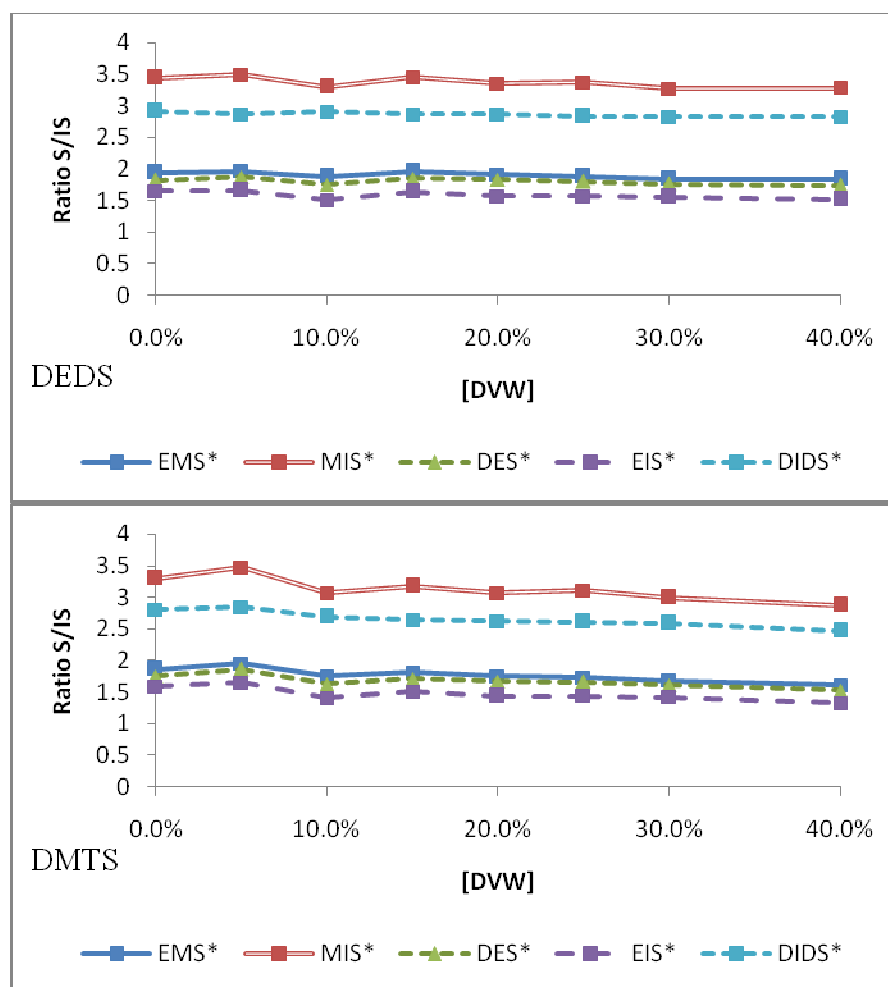 4
3.5
3
2.5
2
1.5
1
0.5
0
Ratio S/IS
0.0% 10.0% 20.0% 30.0% 40.0%
DEDS
[DVW]
EMS* MIS* DES* EIS* DIDS*
4
3.5
3
2.5
2
1.5
1
0.5
0
Ratio S/IS
0.0% 10.0% 20.0% 30.0% 40.0%
DMTS
[DVW]
EMS* MIS* DES* EIS* DIDS*